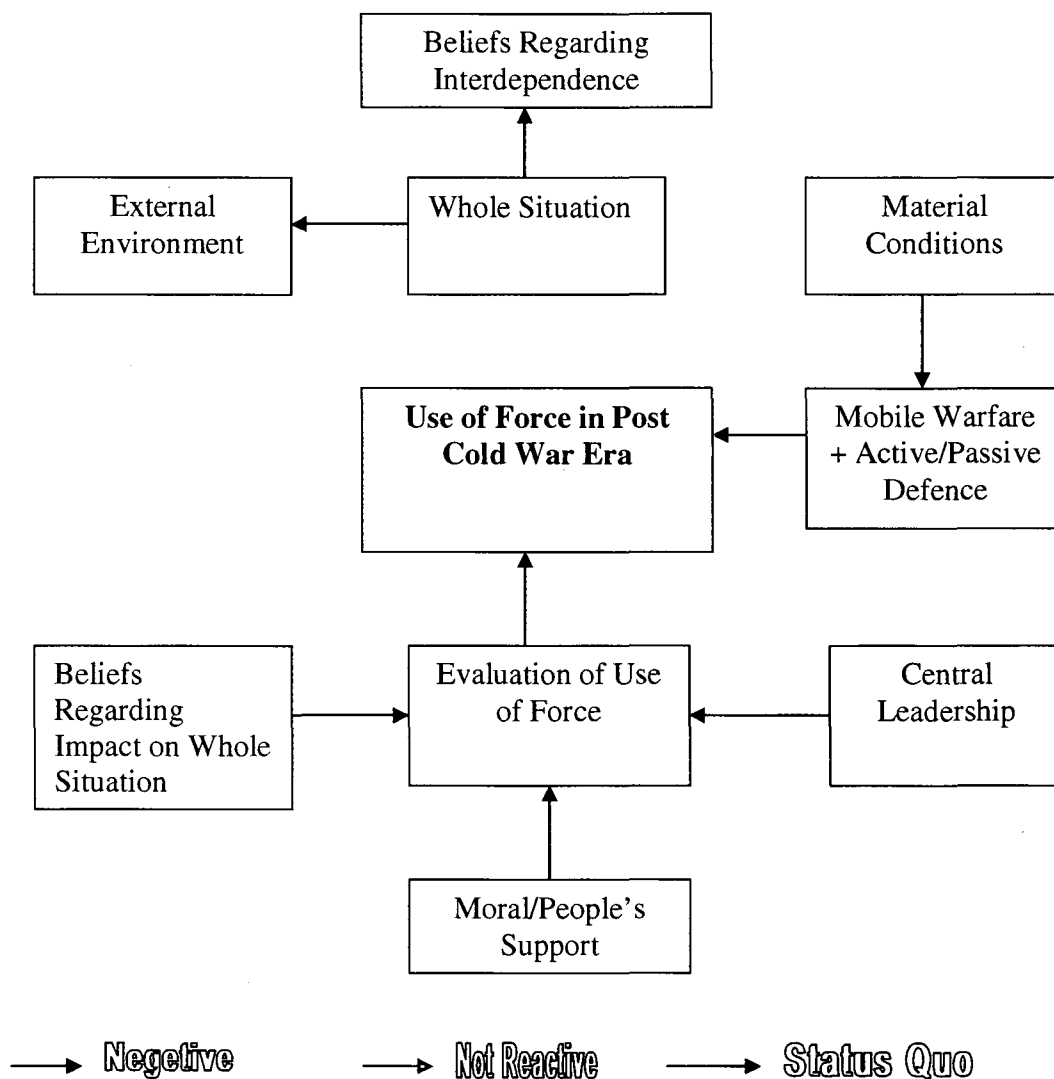 Beliefs Regarding
Interdependence
External
Environment
Whole Situation
Material
Conditions
Use of Force in Post
Cold War Era
Mobile Warfare
+ Active/Passive
Defence
Beliefs
Regarding
Impact on Whole
Situation
Evaluation of Use
of Force
Central
Leadership
Moral/People's
Support
Negetive
Not Reactive
Status Quo